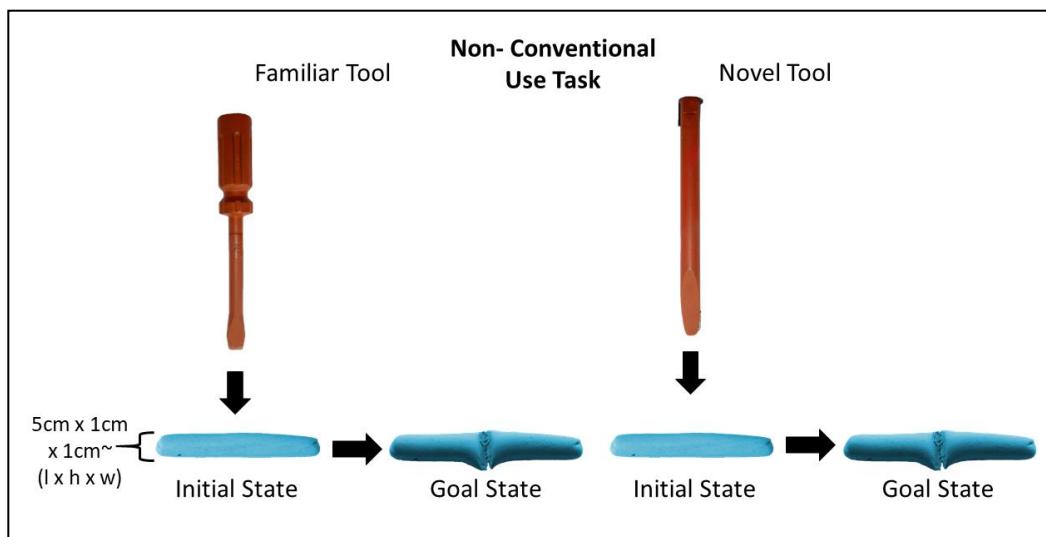 Non- Conventional
Use Task
Familiar Tool
Novel Tool
5cm x 1cm
x 1cm~
(l x h x w)
Initial State
Goal State
Initial State
Goal State